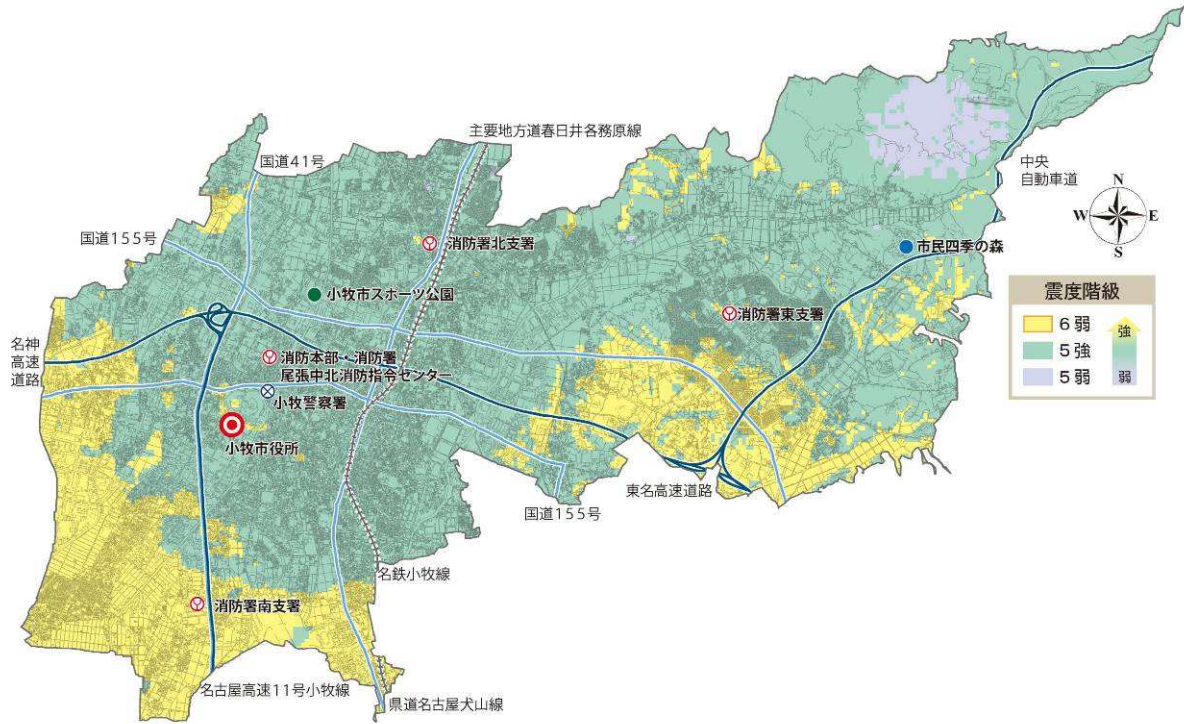 主要地方道春日井各務原線
国道41号
中央
自動車道
N
W
E
S
国道155号
消防署北支署
市民四季の森
小牧市スポーツ公園
震度階級
6弱
5強
5弱
強
弱
消防署東支署
名神
高速
道路
消防本部・消防署
尾張中北消防指令センター
小牧警察署
小牧市役所
東名高速道路
国道155号
名鉄小牧線
消防署南支署
名古屋高速11号小牧線
県道名古屋犬山線